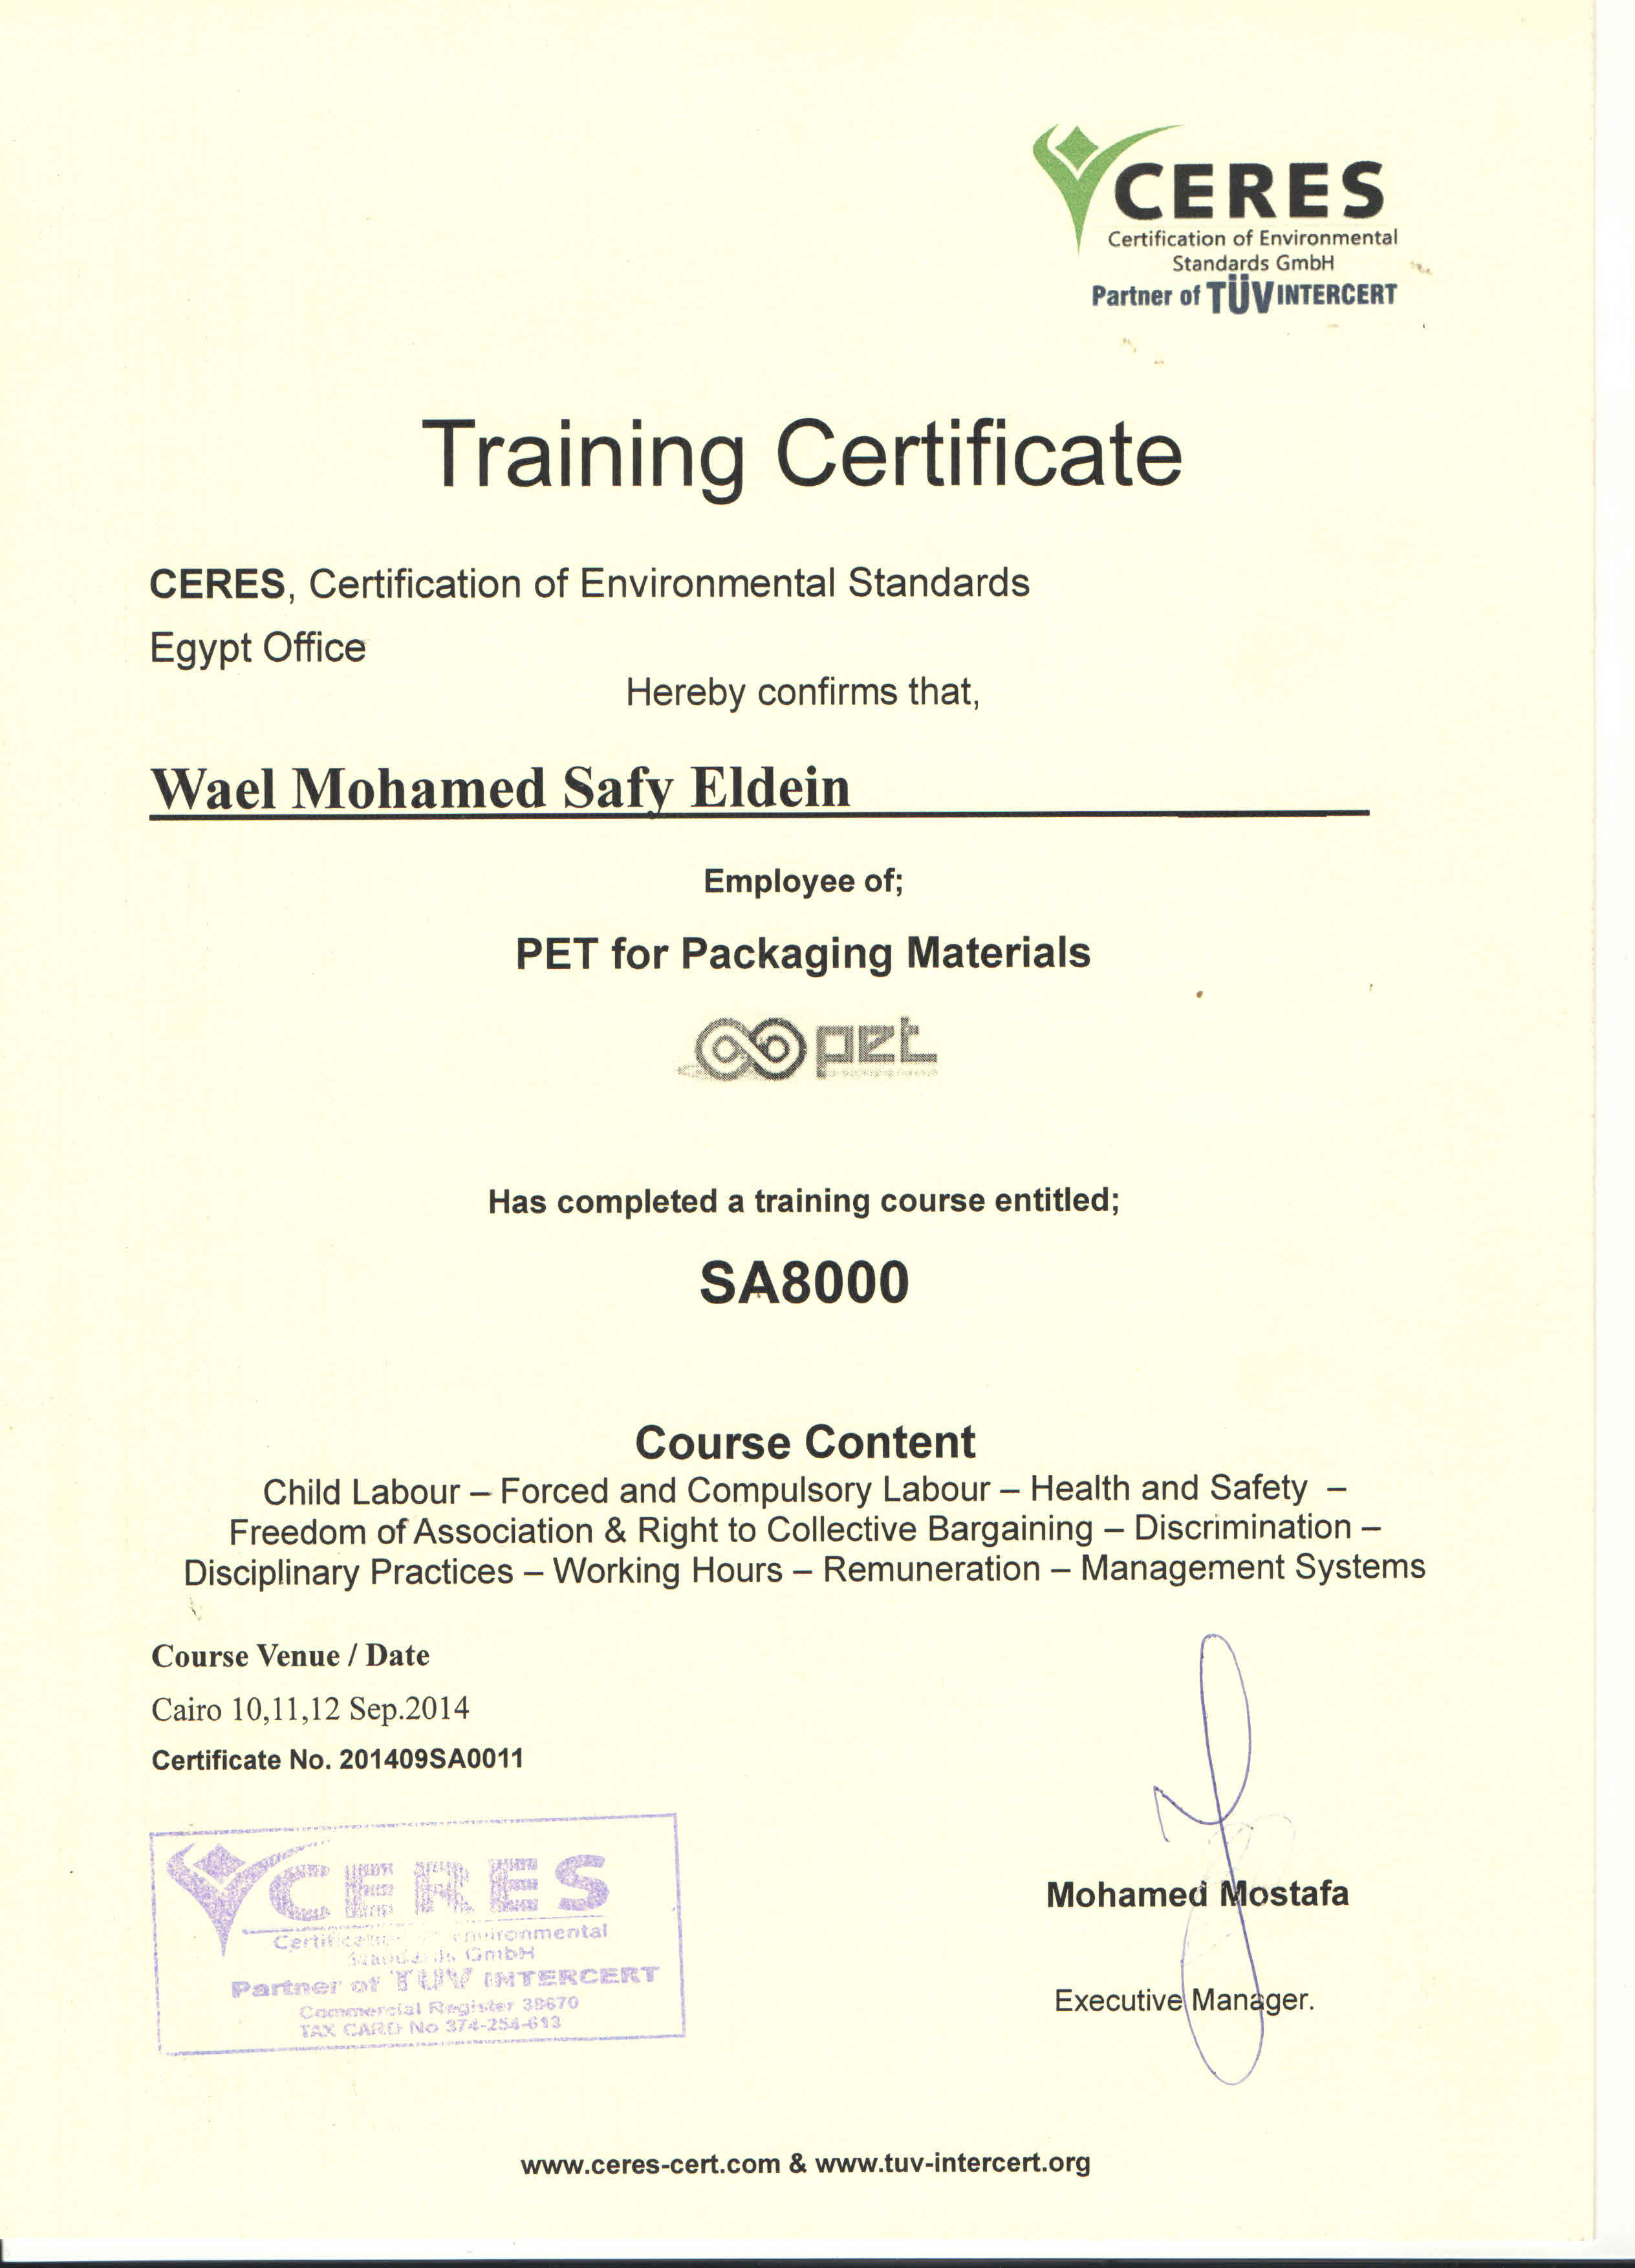 CERES
Certification of Environmental
Standards GmbH
Partner of TÜV INTERCERT
Training Certificate
CERES, Certification of Environmental Standards
Egypt Office
Hereby confirms that,
Wael Mohamed Safy Eldein
Employee of;
PET for Packaging Materials
pet
Has completed a training course entitled;
SA8000
Course Content
Child Labour – Forced and Compulsory Labour – Health and Safety –
Freedom of Association & Right to Collective Bargaining – Discrimination –
Disciplinary Practices – Working Hours – Remuneration – Management Systems
Course Venue / Date
Cairo 10,11,12 Sep.2014
Certificate No. 201409SA0011
CERES
Certification of Environmental
Standards GmbH
Partner of TUV INTERCERT
Commercial Register 38670
TAX CARD No 374-254-613
Mohamed Mostafa
Executive Manager.
www.ceres-cert.com & www.tuv-intercert.org